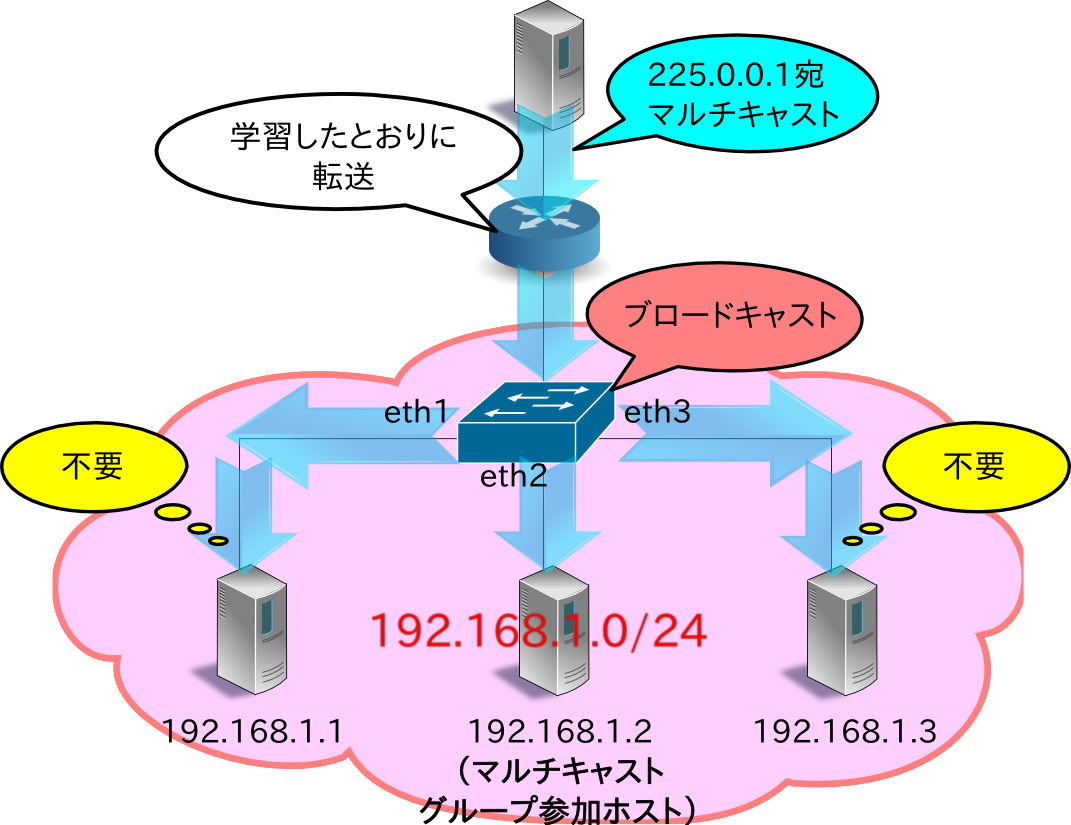 225.0.0.1宛
マルチキャスト
学習したとおりに
転送
ブロードキャスト
eth1
eth3
eth2
不要
不要
192.168.1.0/24
192.168.1.1
192.168.1.2
192.168.1.3
(マルチキャスト
グループ参加ホスト)